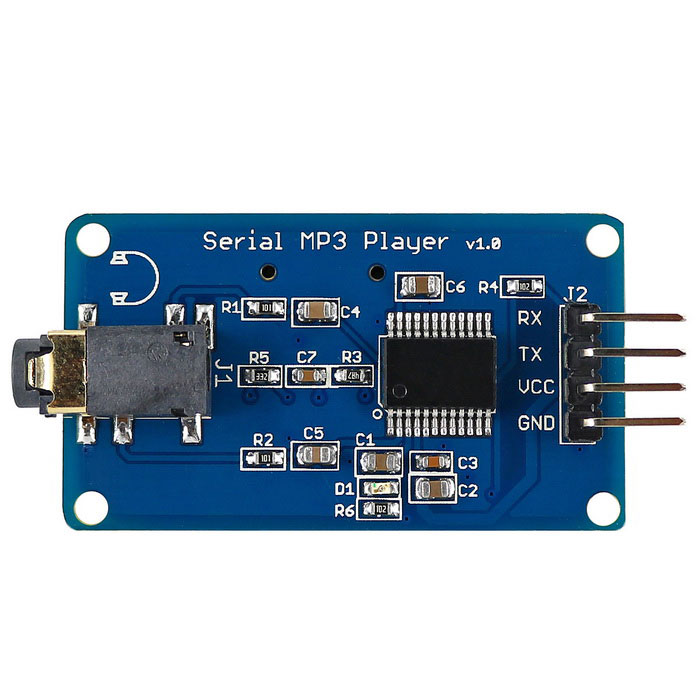 Serial MP3 Player v1.0
C6
R4
102
J2
R1
101
C4
RX
TX
VCC
GND
J1
R5
332
C7
R3
R2
101
C5
C1
C3
D1
C2
R6
102